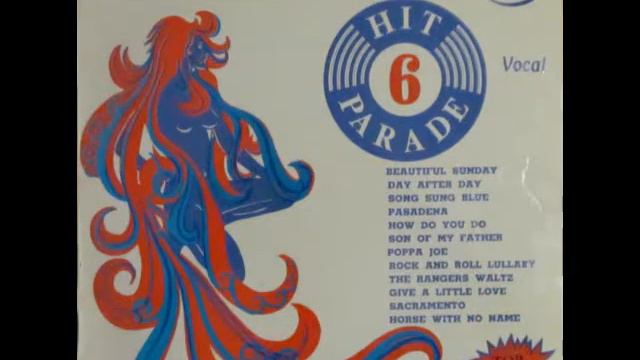 HIT
6
PARADE
Vocal
BEAUTIFUL SUNDAY
DAY AFTER DAY
SONG SUNG BLUE
PASADENA
HOW DO YOU DO
SON OF MY FATHER
POPPA JOE
ROCK AND ROLL LULLABY
THE RANGERS WALTZ
GIVE A LITTLE LOVE
SACRAMENTO
HORSE WITH NO NAME